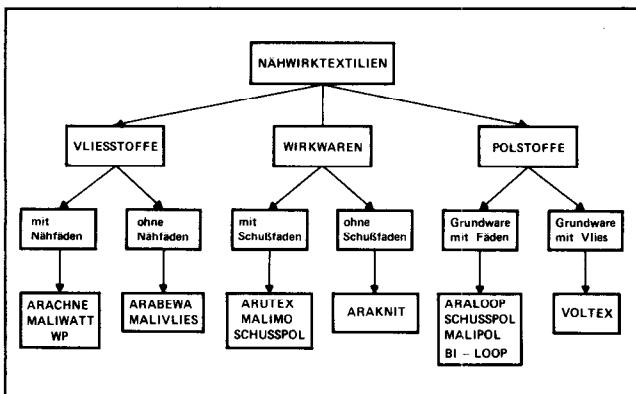 NÄHWIRKTEXTILIEN
VLIESSTOFFE
WIRKWAREN
POLSTOFFE
mit
Nähfäden
ohne
Nähfaden
mit
Schußfaden
ohne
Schußfaden
Grundware
mit Fäden
Grundware
mit Vlies
ARACHNE
MALIWATT
WP
ARABEWA
MALIVLIES
ARUTEX
MALIMO
SCHUSSPOL
ARAKNIT
ARALOOP
SCHUSSPOL
MALIPOL
BI - LOOP
VOLTEX